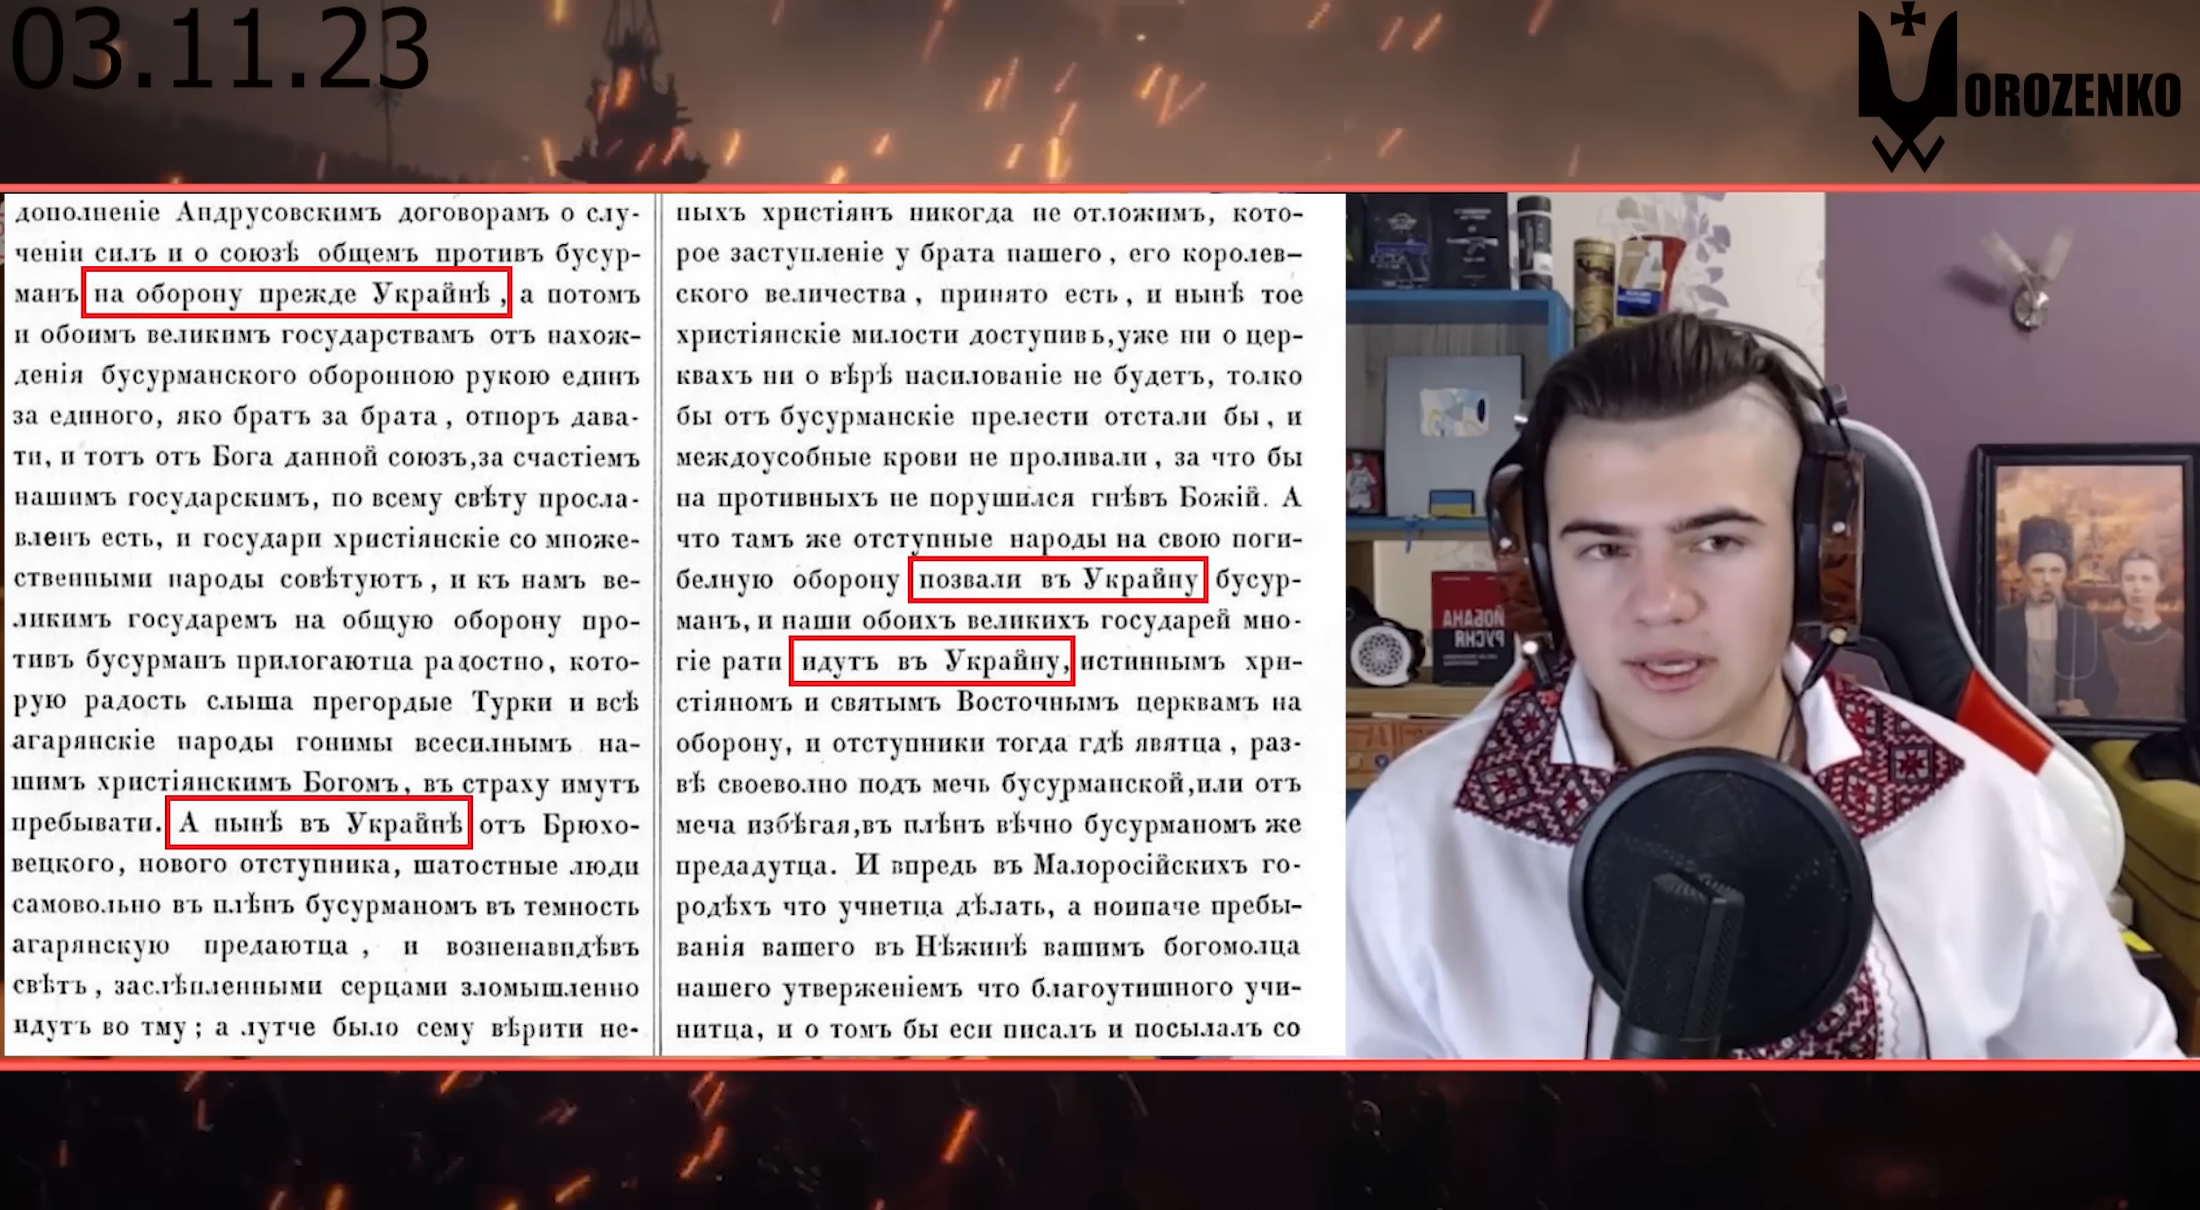 03.11.23
MOROZENKO
дополненіе Андрусовскимъ договорамъ о слу-
ченіи силъ и о союзѣ общемъ противъ бусур-
манъ на оборону прежде Украйнѣ, а потомъ
и обоимъ великимъ государствамъ отъ нахож-
денія бусурманского оборонною рукою единъ
за единого, яко братъ за брата, отпоръ дава-
ти, и тотъ отъ Бога данной союзъ,за счастіемъ
нашимъ государскимъ, по всему свѣту просла-
вленъ есть, и государи христіянскіе со множе-
ственными народы совѣтуютъ, и къ намъ ве-
ликимъ государемъ на общую оборону про-
тивъ бусурманъ прилогаютца радостно, кото-
рую радость слыша прегордые Турки и всѣ
агарянскіе народы гонимы всесилнымъ на-
шимъ христіянскимъ Богомъ, въ страху имутъ
пребывати. А нынѣ въ Украйнѣ отъ Брюхо-
вецкого, нового отступника, шатостные люди
самовольно въ плѣнъ бусурманомъ въ темность
агарянскую предаютца, и возненавидѣвъ
свѣтъ, заслѣпленными серцами зломышленно
идутъ во тму; а лутче было сему вѣрити не-
ныхъ христіянъ никогда не отложимъ, кото-
рое заступленіе у брата нашего, его королев-
ского величества, принято есть, и нынѣ тое
христіянскіе милости доступивъ,уже ни о цер-
квахъ ни о вѣрѣ насилованіе не будетъ, толко
бы отъ бусурманскіе прелести отстали бы, и
междоусобные крови не проливали, за что бы
на противныхъ не порушился гнѣвъ Божій. А
что тамъ же отступные народы на свою поги-
белную оборону позвали въ Украйну бусур-
манъ, и наши обоихъ великихъ государей мно-
гіе рати идутъ въ Украйну, истиннымъ хри-
стіяномъ и святымъ Восточнымъ церквамъ на
оборону, и отступники тогда гдѣ явятца, раз-
вѣ своеволно подъ мечь бусурманской,или отъ
меча избѣгая,въ плѣнъ вѣчно бусурманомъ же
предадутца. И впредь въ Малоросійскихъ го-
родѣхъ что учнетца дѣлать, а ноипаче пребы-
ванія вашего въ Нѣжинѣ вашимъ богомолца
нашего утверженіемъ что благоутишного учи-
нитца, и о томъ бы еси писалъ и посылалъ со
ЙОБАНА
РУСНЯ